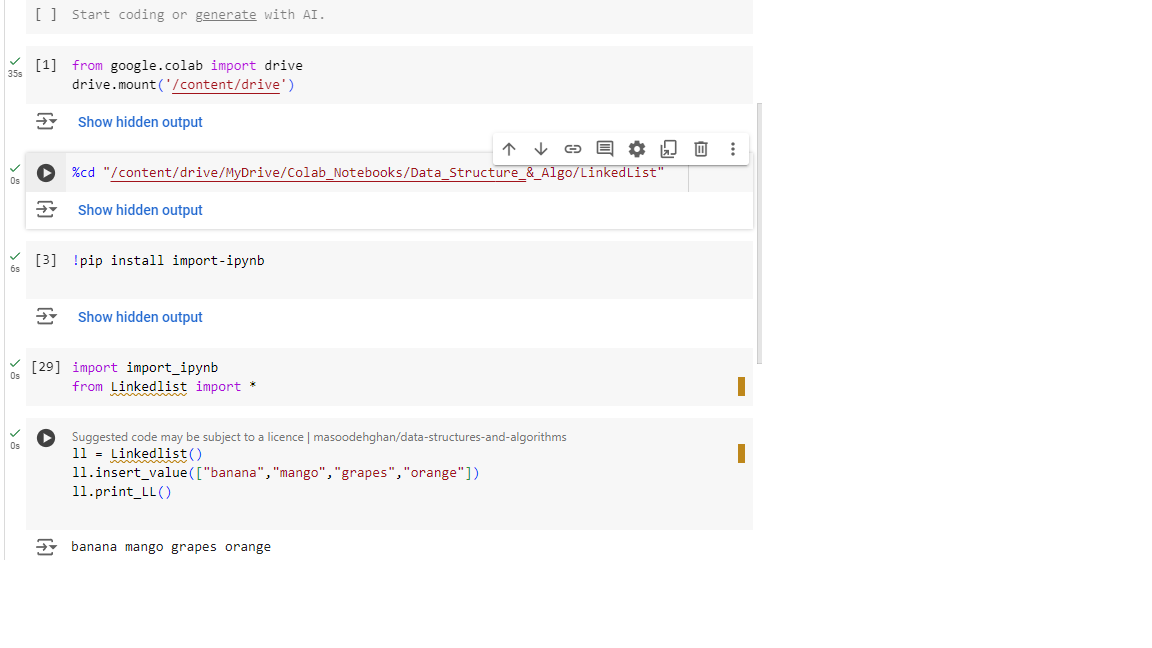 [ ] Start coding or generate with AI.
35s
[1] from google.colab import drive
drive.mount('/content/drive')
Show hidden output
0s
%cd "/content/drive/MyDrive/Colab_Notebooks/Data_Structure_&_Algo/LinkedList"
Show hidden output
6s
[3] !pip install import-ipynb
Show hidden output
0s
[29] import import_ipynb
from Linkedlist import *
0s
Suggested code may be subject to a licence | masoodehghan/data-structures-and-algorithms
ll = Linkedlist()
ll.insert_value(["banana","mango","grapes","orange"])
ll.print_LL()
banana mango grapes orange